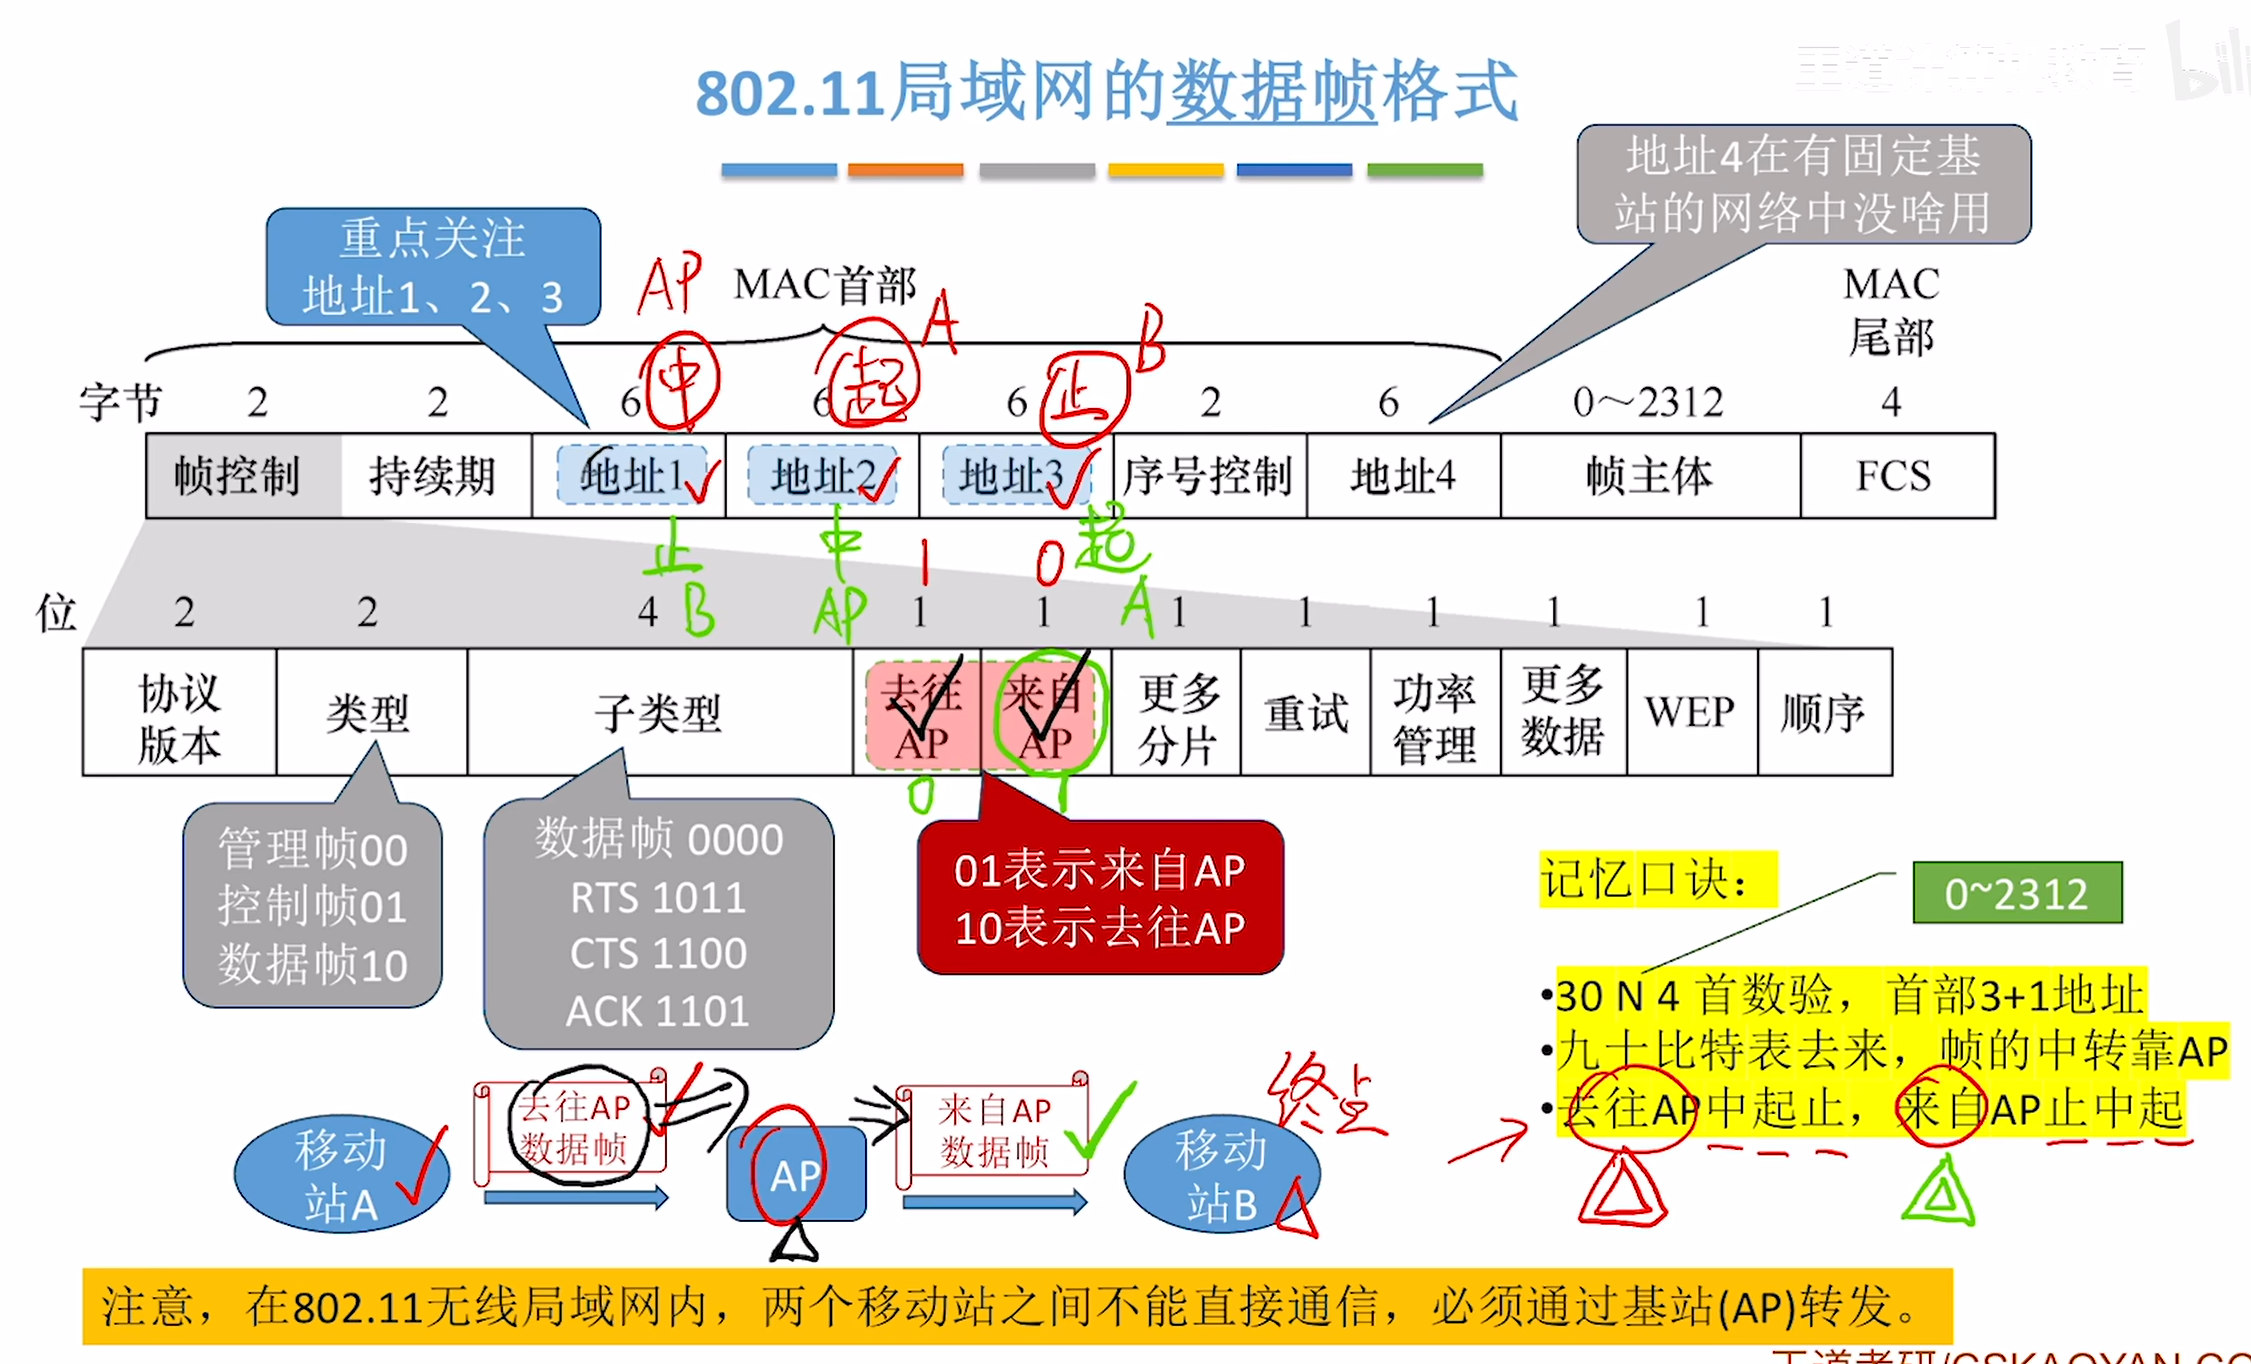 802.11局域网的数据帧格式
地址4在有固定基
站的网络中没啥用
重点关注
地址1、2、3
AP
MAC首部
A
B
MAC
尾部
中
起
止
字节 2 2 6 6 6 2 6 0～2312 4
帧控制 持续期 地址1 地址2 地址3 序号控制 地址4 帧主体 FCS
止 中 1 0 起
B AP A
位 2 2 4 1 1 1 1 1 1 1 1
协议
版本
类型
子类型
去往
AP
来自
AP
更多
分片
重试
功率
管理
更多
数据
WEP
顺序
0 1
管理帧00
控制帧01
数据帧10
数据帧 0000
RTS 1011
CTS 1100
ACK 1101
01表示来自AP
10表示去往AP
记忆口诀：
0~2312
•30 N 4 首数验，首部3+1地址
•九十比特表去来，帧的中转靠AP
•去往AP中起止，来自AP止中起
移动
站A
去往AP
数据帧
AP
来自AP
数据帧
移动
站B
终点
注意，在802.11无线局域网内，两个移动站之间不能直接通信，必须通过基站(AP)转发。